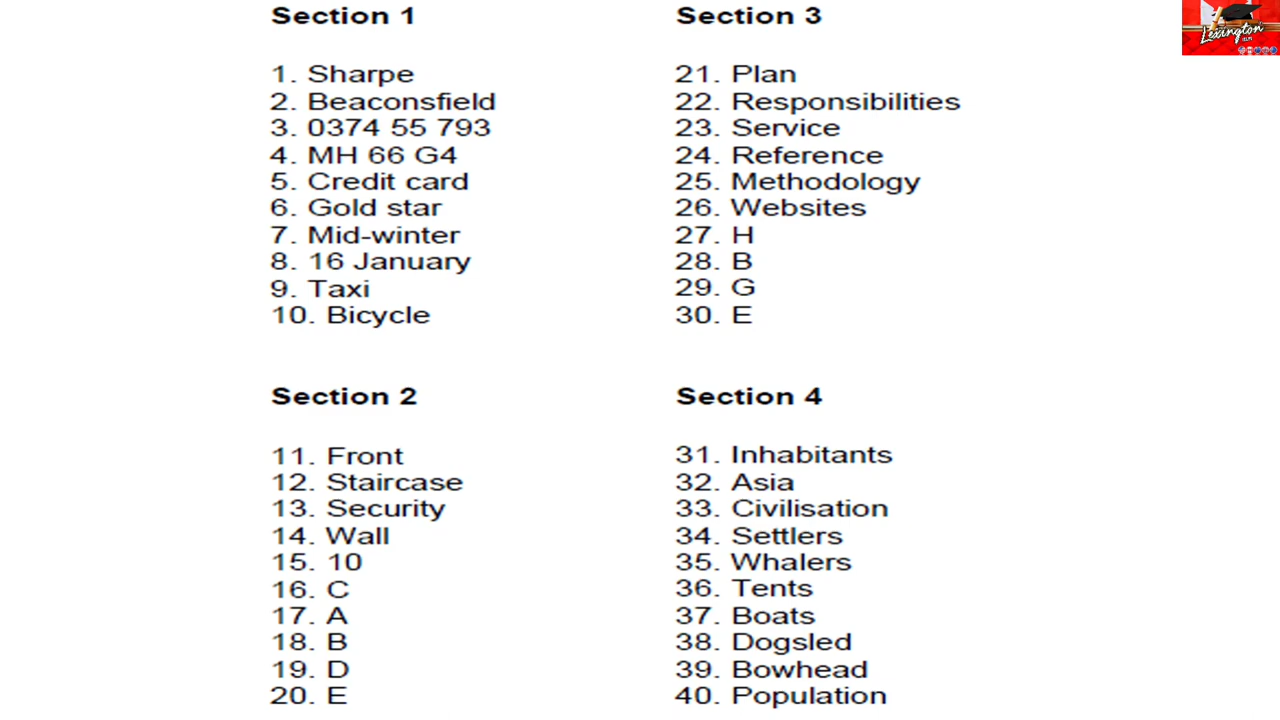 Section 1
1. Sharpe
2. Beaconsfield
3. 0374 55 793
4. MH 66 G4
5. Credit card
6. Gold star
7. Mid-winter
8. 16 January
9. Taxi
10. Bicycle
Section 2
11. Front
12. Staircase
13. Security
14. Wall
15. 10
16. C
17. A
18. B
19. D
20. E
Section 3
21. Plan
22. Responsibilities
23. Service
24. Reference
25. Methodology
26. Websites
27. H
28. B
29. G
30. E
Section 4
31. Inhabitants
32. Asia
33. Civilisation
34. Settlers
35. Whalers
36. Tents
37. Boats
38. Dogsled
39. Bowhead
40. Population
Lexington
IELTS